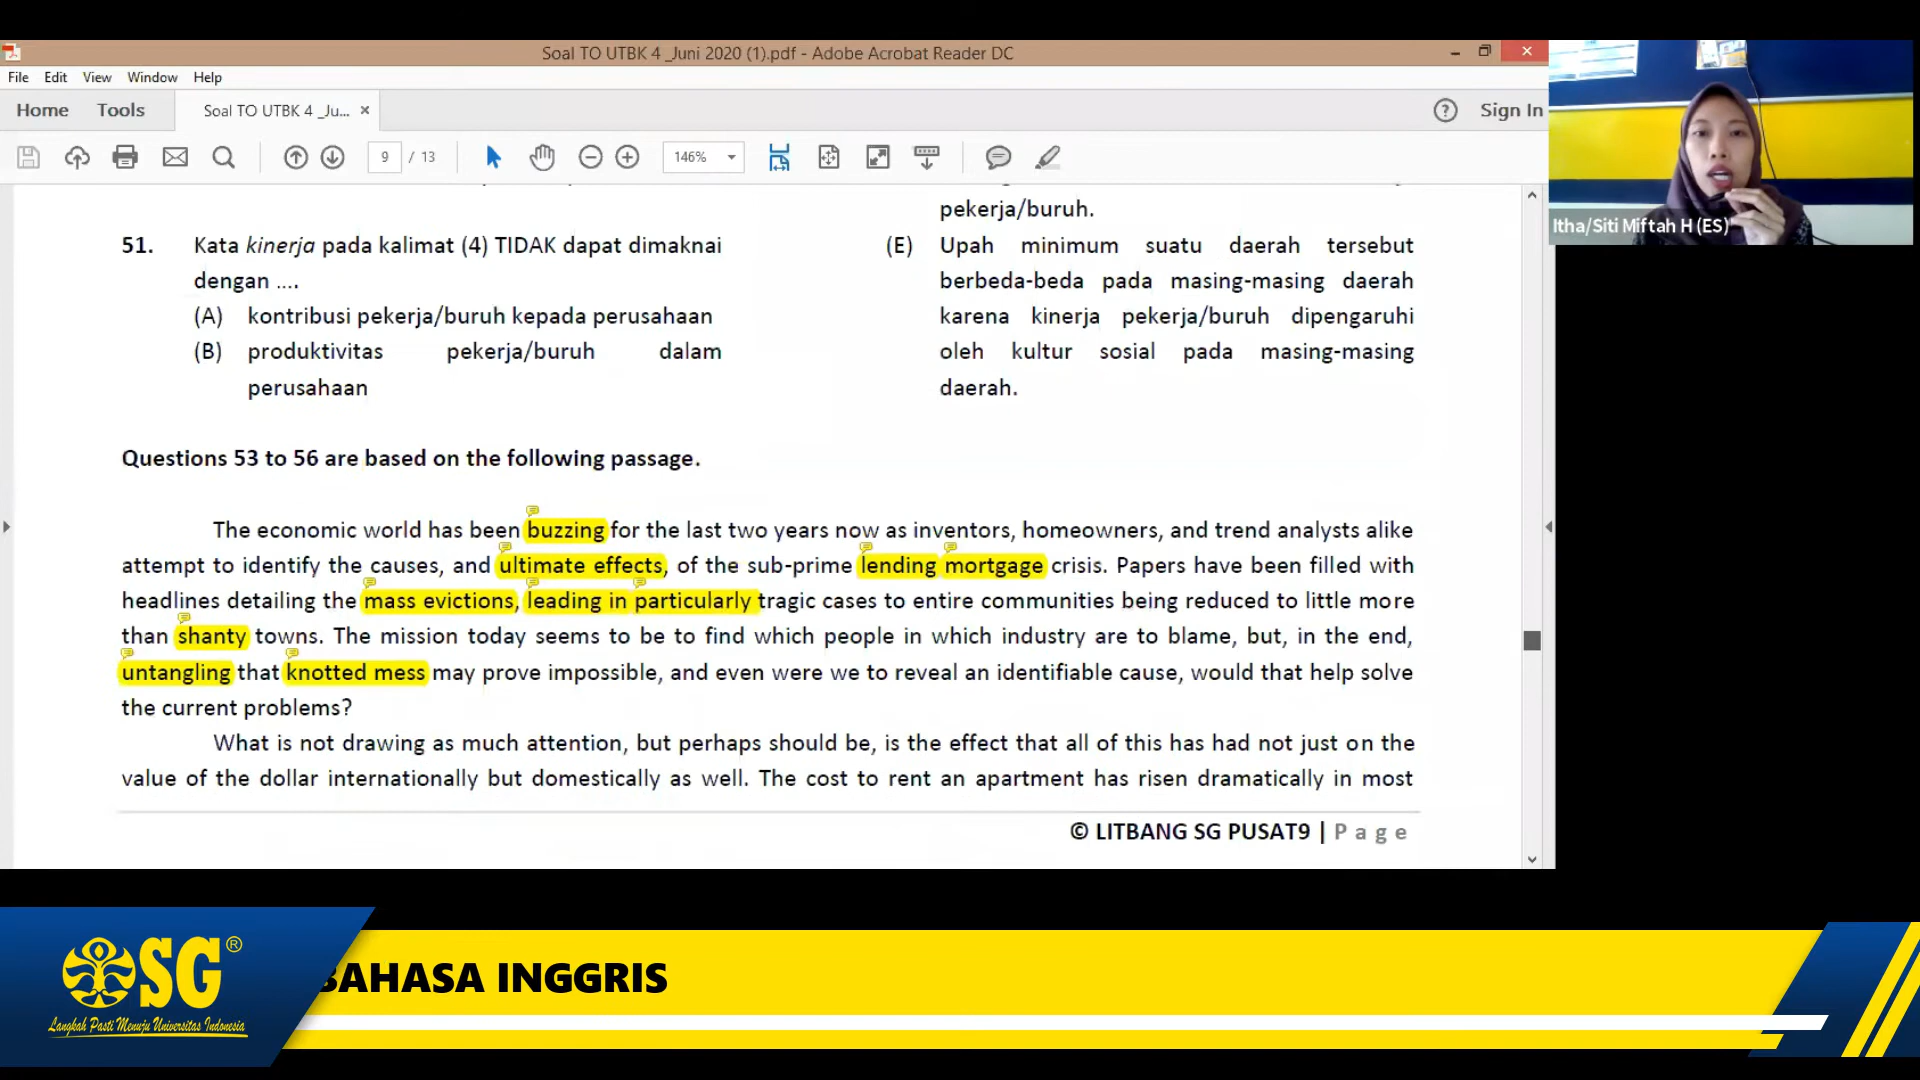 Soal TO UTBK 4 _Juni 2020 (1).pdf - Adobe Acrobat Reader DC
File Edit View Window Help
Home Tools Soal TO UTBK 4 _Ju... × Sign In
9 / 13 146%
pekerja/buruh.
51. Kata kinerja pada kalimat (4) TIDAK dapat dimaknai
dengan ....
(A) kontribusi pekerja/buruh kepada perusahaan
(B) produktivitas pekerja/buruh dalam
perusahaan
(E) Upah minimum suatu daerah tersebut
berbeda-beda pada masing-masing daerah
karena kinerja pekerja/buruh dipengaruhi
oleh kultur sosial pada masing-masing
daerah.
Questions 53 to 56 are based on the following passage.
The economic world has been buzzing for the last two years now as inventors, homeowners, and trend analysts alike
attempt to identify the causes, and ultimate effects, of the sub-prime lending mortgage crisis. Papers have been filled with
headlines detailing the mass evictions, leading in particularly tragic cases to entire communities being reduced to little more
than shanty towns. The mission today seems to be to find which people in which industry are to blame, but, in the end,
untangling that knotted mess may prove impossible, and even were we to reveal an identifiable cause, would that help solve
the current problems?
What is not drawing as much attention, but perhaps should be, is the effect that all of this has had not just on the
value of the dollar internationally but domestically as well. The cost to rent an apartment has risen dramatically in most
© LITBANG SG PUSAT9 | Page
Itha/Siti Miftah H (ES)
SG®
Langkah Pasti Menuju Universitas Indonesia
BAHASA INGGRIS